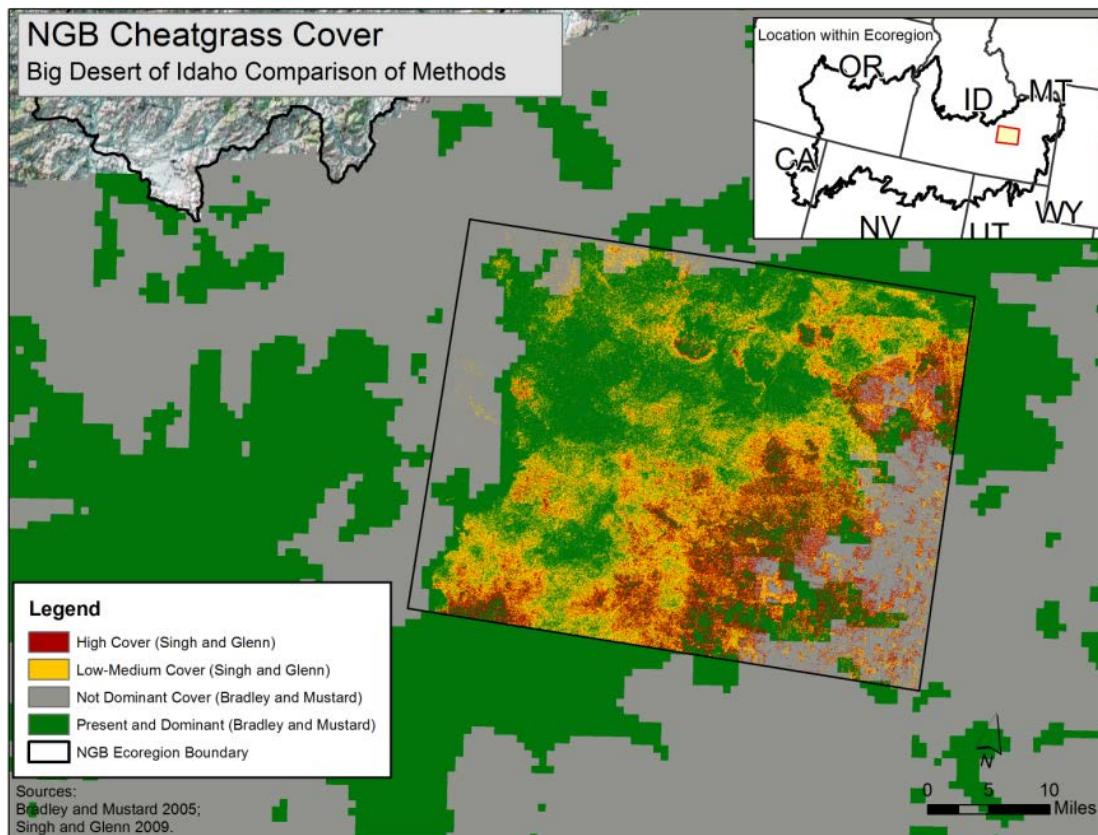 NGB Cheatgrass Cover
Big Desert of Idaho Comparison of Methods
Location within Ecoregion
OR
ID
MT
CA
NV
UT
WY
Legend
High Cover (Singh and Glenn)
Low-Medium Cover (Singh and Glenn)
Not Dominant Cover (Bradley and Mustard)
Present and Dominant (Bradley and Mustard)
NGB Ecoregion Boundary
Sources:
Bradley and Mustard 2005;
Singh and Glenn 2009.
N
0 5 10
Miles